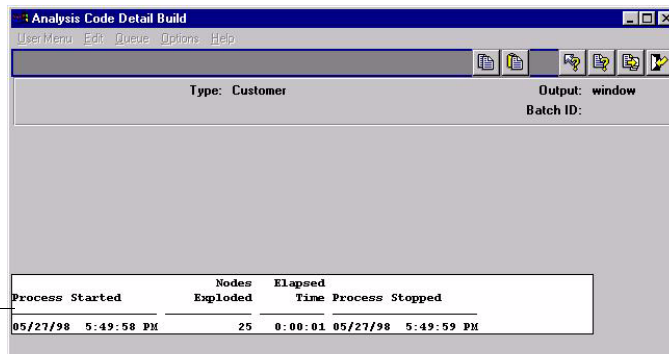 Analysis Code Detail Build
User Menu Edit Queue Options Help
Type: Customer Output: window
Batch ID:
Nodes Elapsed
Process Started Exploded Time Process Stopped
05/27/98 5:49:58 PM 25 0:00:01 05/27/98 5:49:59 PM